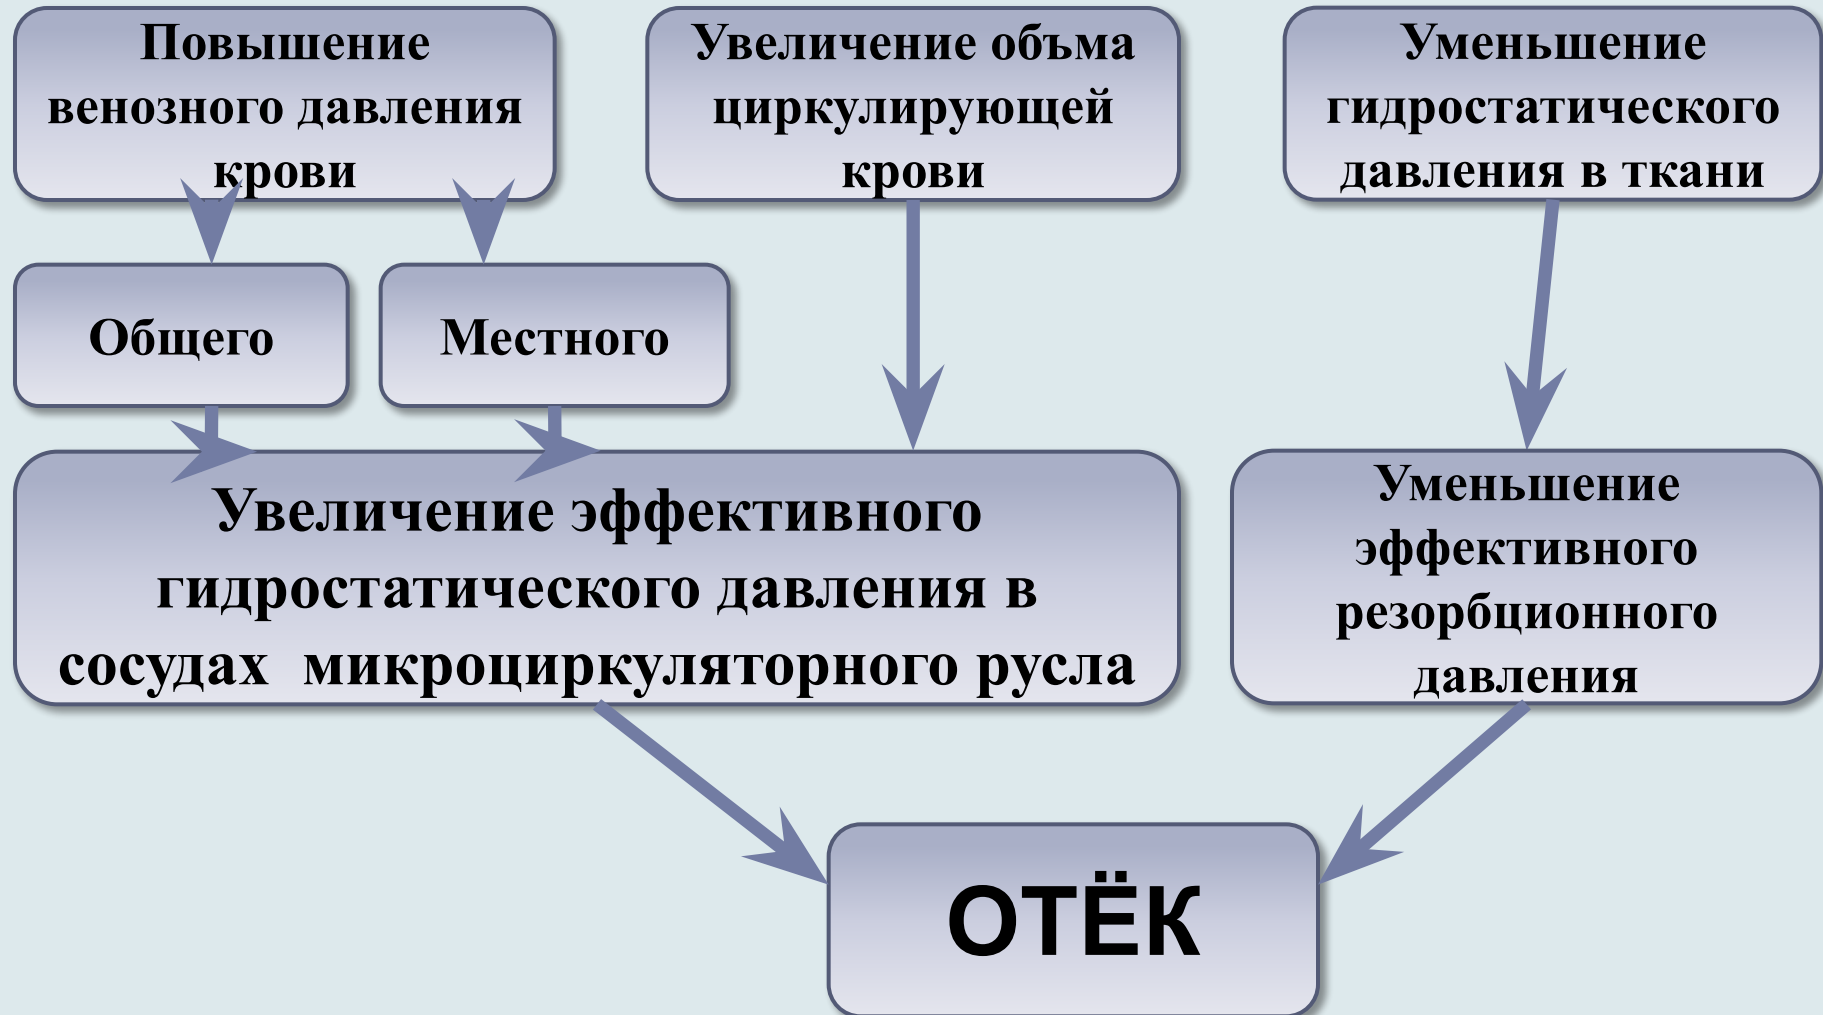 Повышение
венозного давления
крови
Увеличение объма
циркулирующей
крови
Уменьшение
гидростатического
давления в ткани
Общего
Местного
Увеличение эффективного
гидростатического давления в
сосудах микроциркуляторного русла
Уменьшение
эффективного
резорбционного
давления
ОТЁК